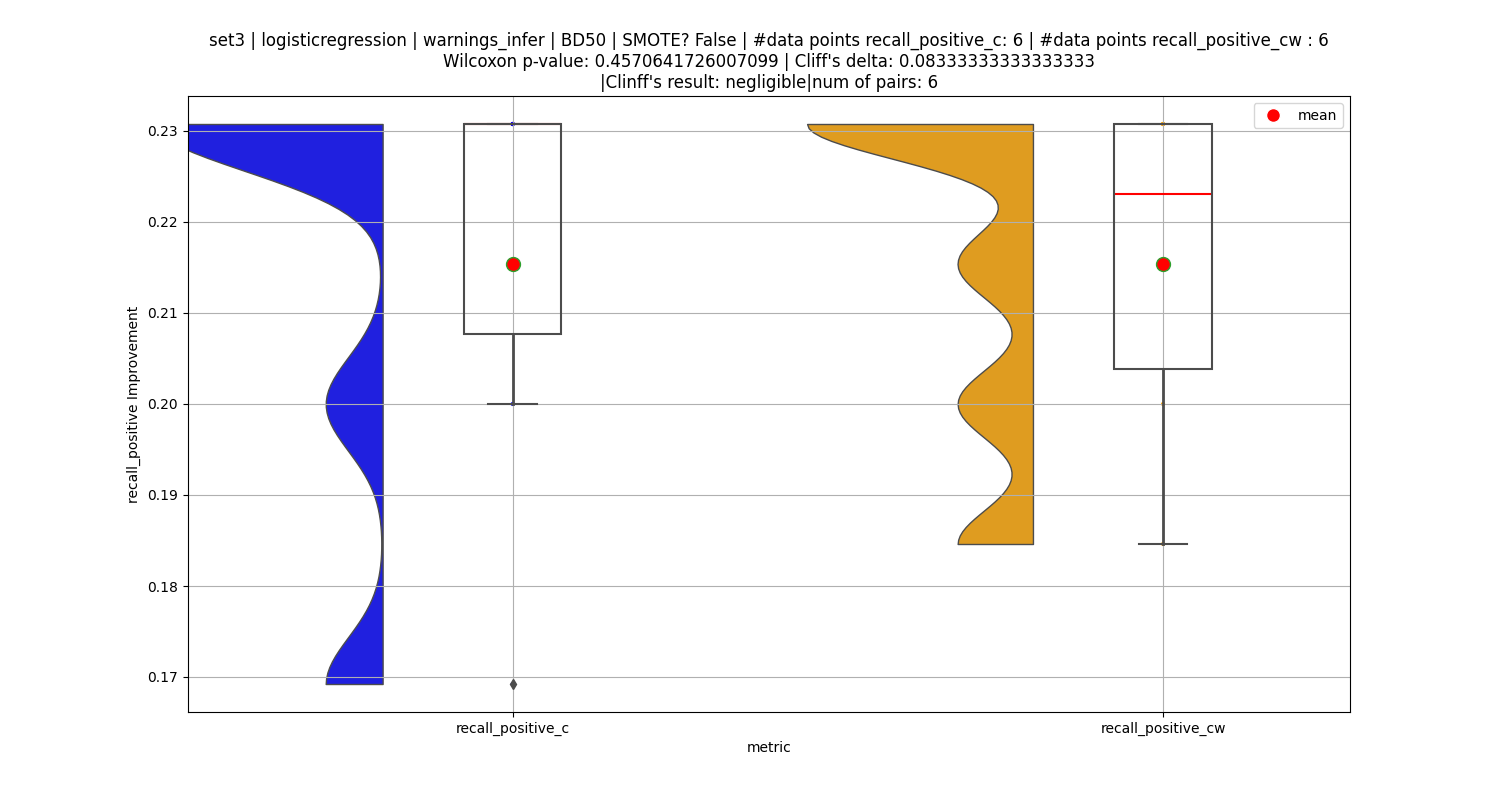 set3 | logisticregression | warnings_infer | BD50 | SMOTE? False | #data points recall_positive_c: 6 | #data points recall_positive_cw : 6
Wilcoxon p-value: 0.4570641726007099 | Cliff's delta: 0.08333333333333333
|Clinff's result: negligible|num of pairs: 6
mean
0.23
0.22
0.21
0.20
0.19
0.18
0.17
recall_positive Improvement
recall_positive_c
recall_positive_cw
metric